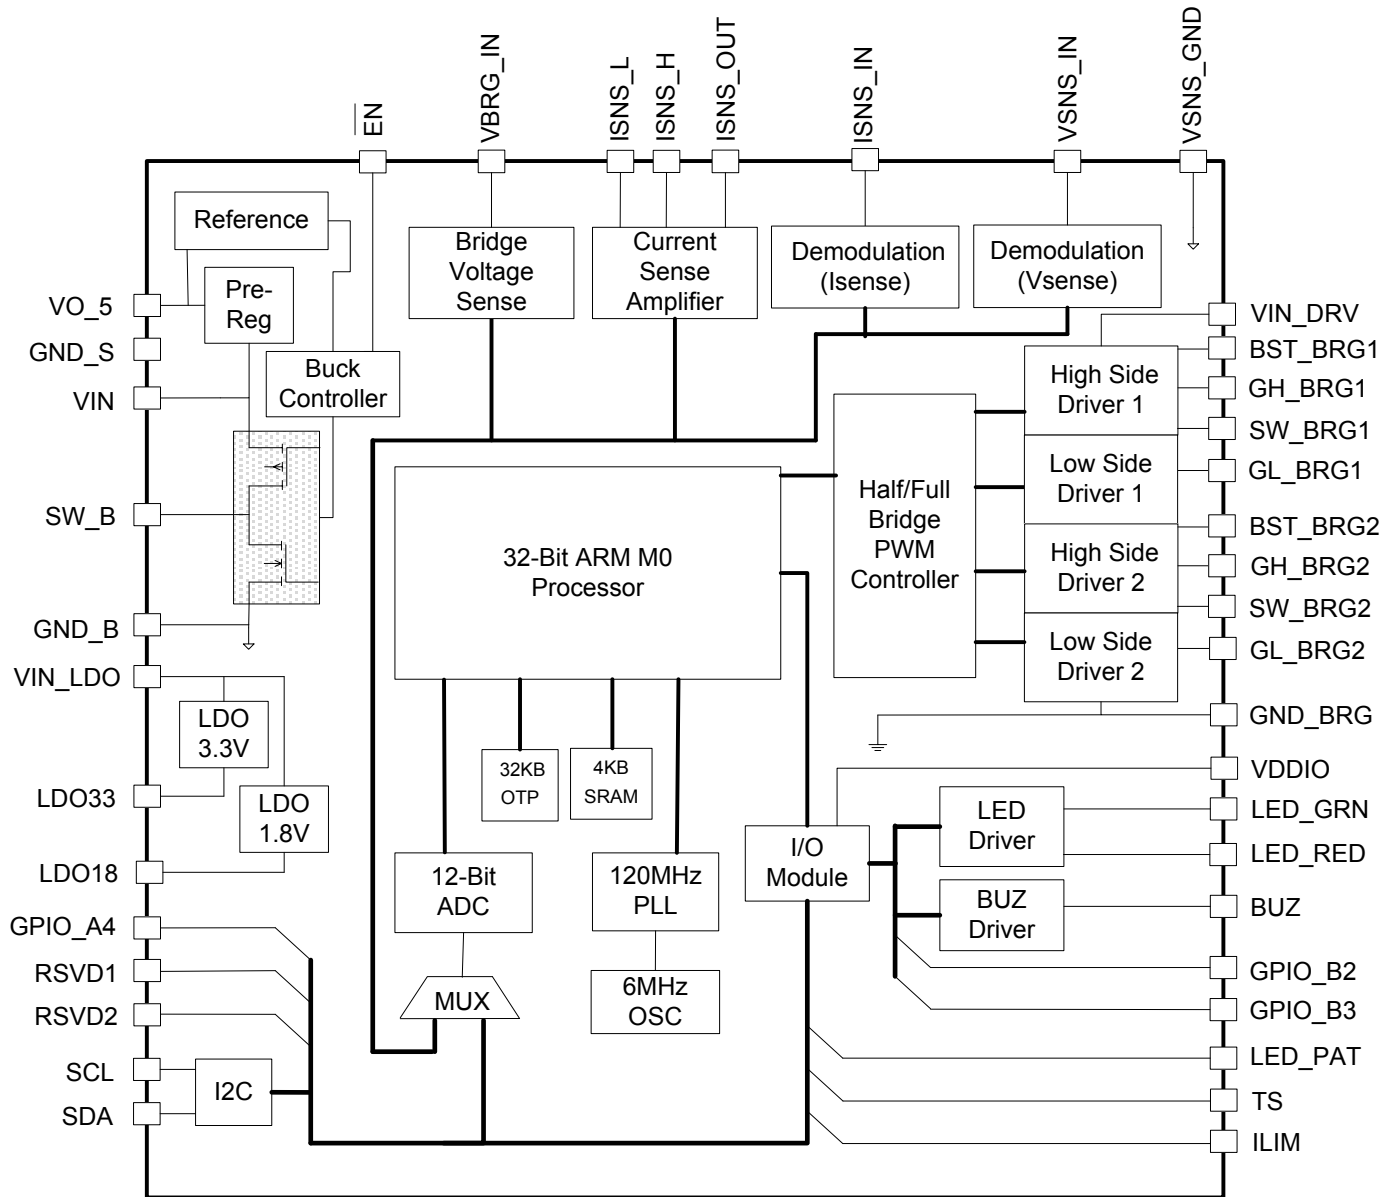 EN
VBRG_IN
ISNS_L
ISNS_H
ISNS_OUT
ISNS_IN
VSNS_IN
VSNS_GND
Reference
Pre-
Reg
Buck
Controller
Bridge
Voltage
Sense
Current
Sense
Amplifier
Demodulation
(Isense)
Demodulation
(Vsense)
VO_5
GND_S
VIN
SW_B
GND_B
VIN_LDO
LDO33
LDO18
GPIO_A4
RSVD1
RSVD2
SCL
SDA
LDO
3.3V
LDO
1.8V
I2C
32-Bit ARM M0
Processor
32KB
OTP
4KB
SRAM
12-Bit
ADC
120MHz
PLL
MUX
6MHz
OSC
Half/Full
Bridge
PWM
Controller
High Side
Driver 1
Low Side
Driver 1
High Side
Driver 2
Low Side
Driver 2
I/O
Module
LED
Driver
BUZ
Driver
VIN_DRV
BST_BRG1
GH_BRG1
SW_BRG1
GL_BRG1
BST_BRG2
GH_BRG2
SW_BRG2
GL_BRG2
GND_BRG
VDDIO
LED_GRN
LED_RED
BUZ
GPIO_B2
GPIO_B3
LED_PAT
TS
ILIM